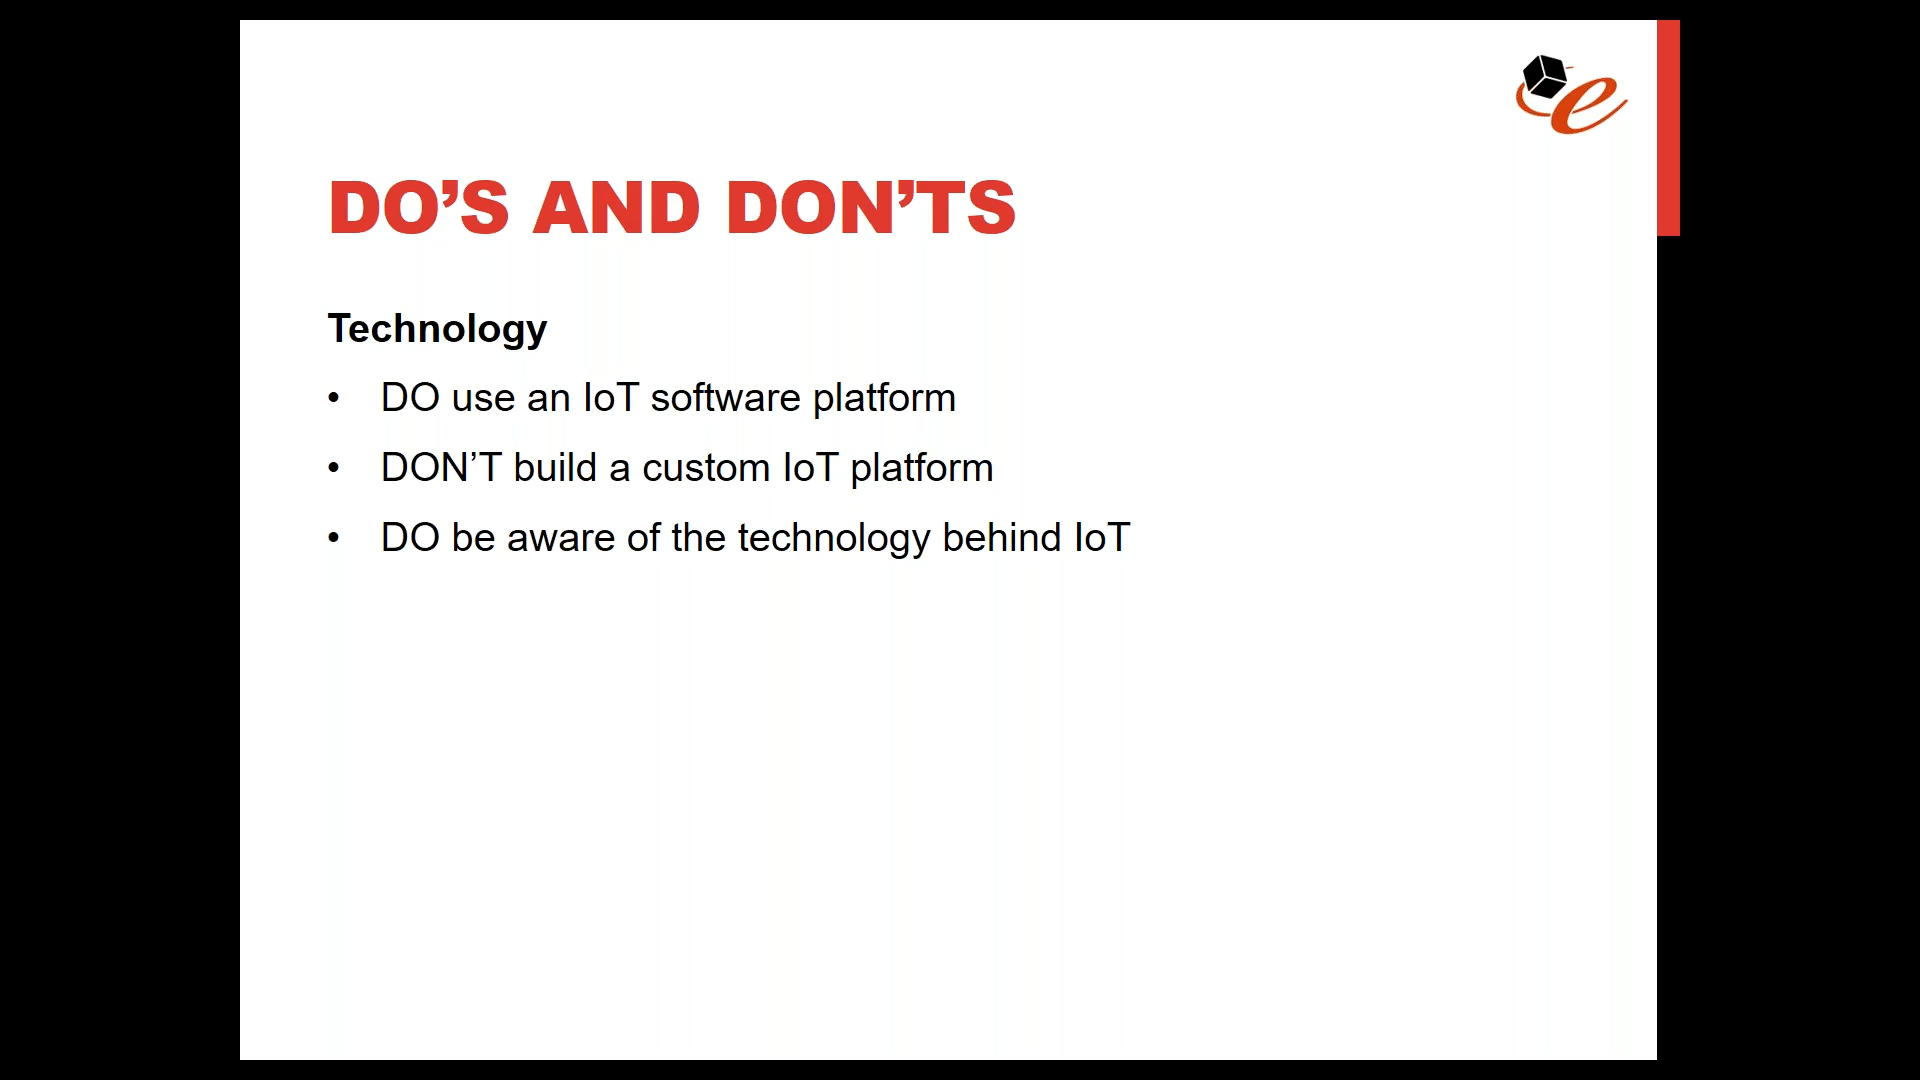 DO’S AND DON’TS
Technology
• DO use an IoT software platform
• DON’T build a custom IoT platform
• DO be aware of the technology behind IoT
e